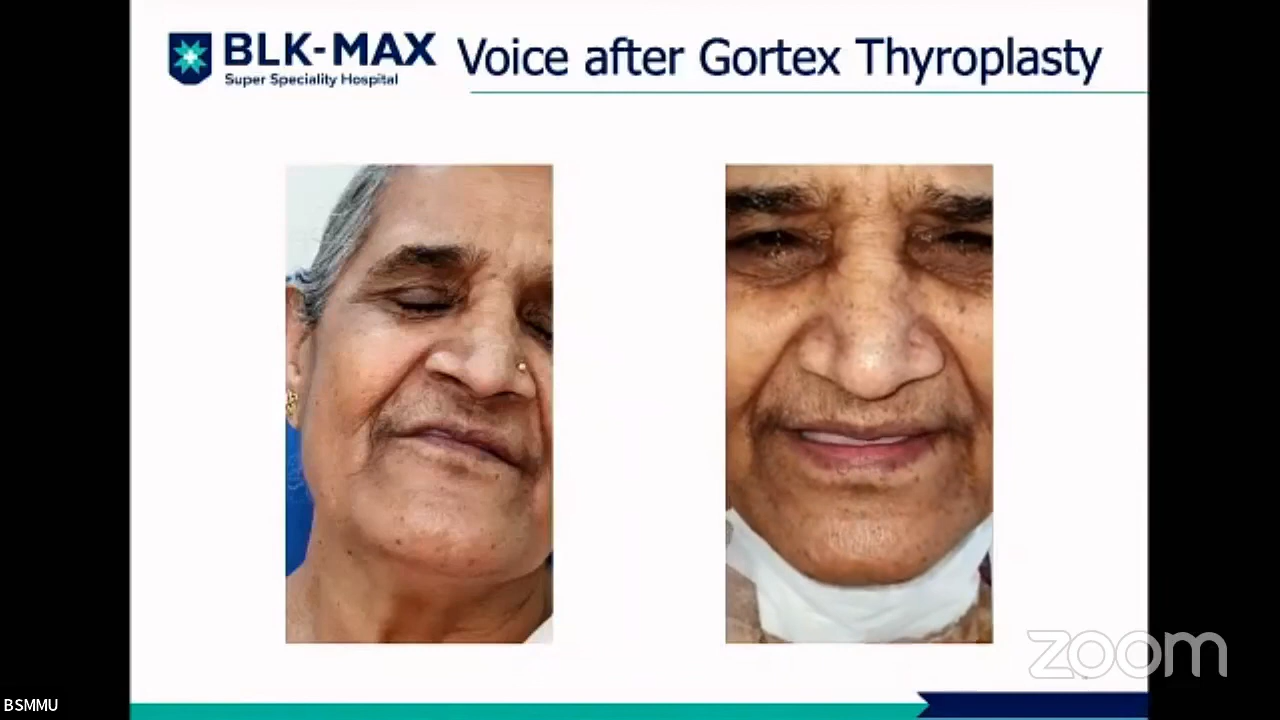 BLK-MAX
Super Speciality Hospital
Voice after Gortex Thyroplasty
zoom
BSMMU